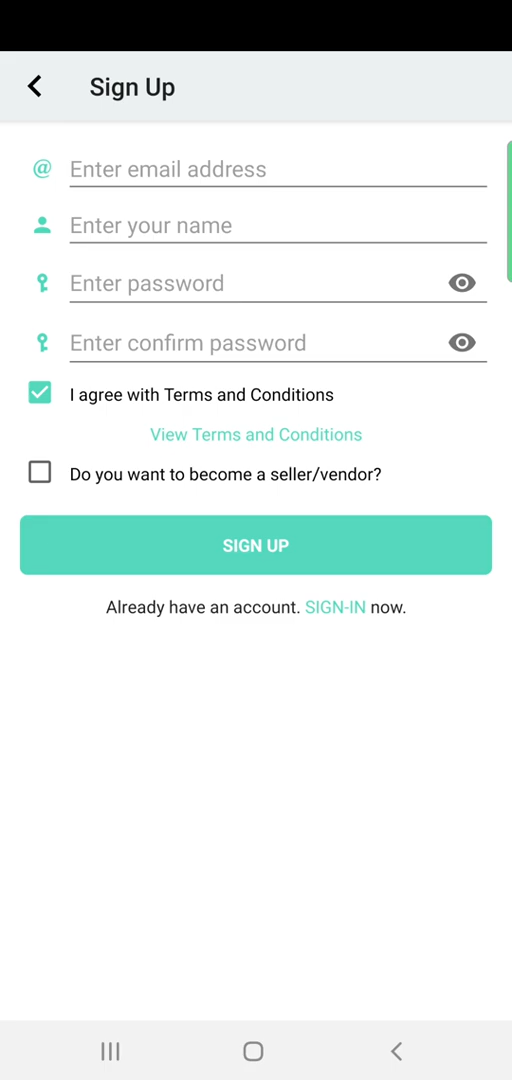 Sign Up
Enter email address
Enter your name
Enter password
Enter confirm password
I agree with Terms and Conditions
View Terms and Conditions
Do you want to become a seller/vendor?
SIGN UP
Already have an account. SIGN-IN now.